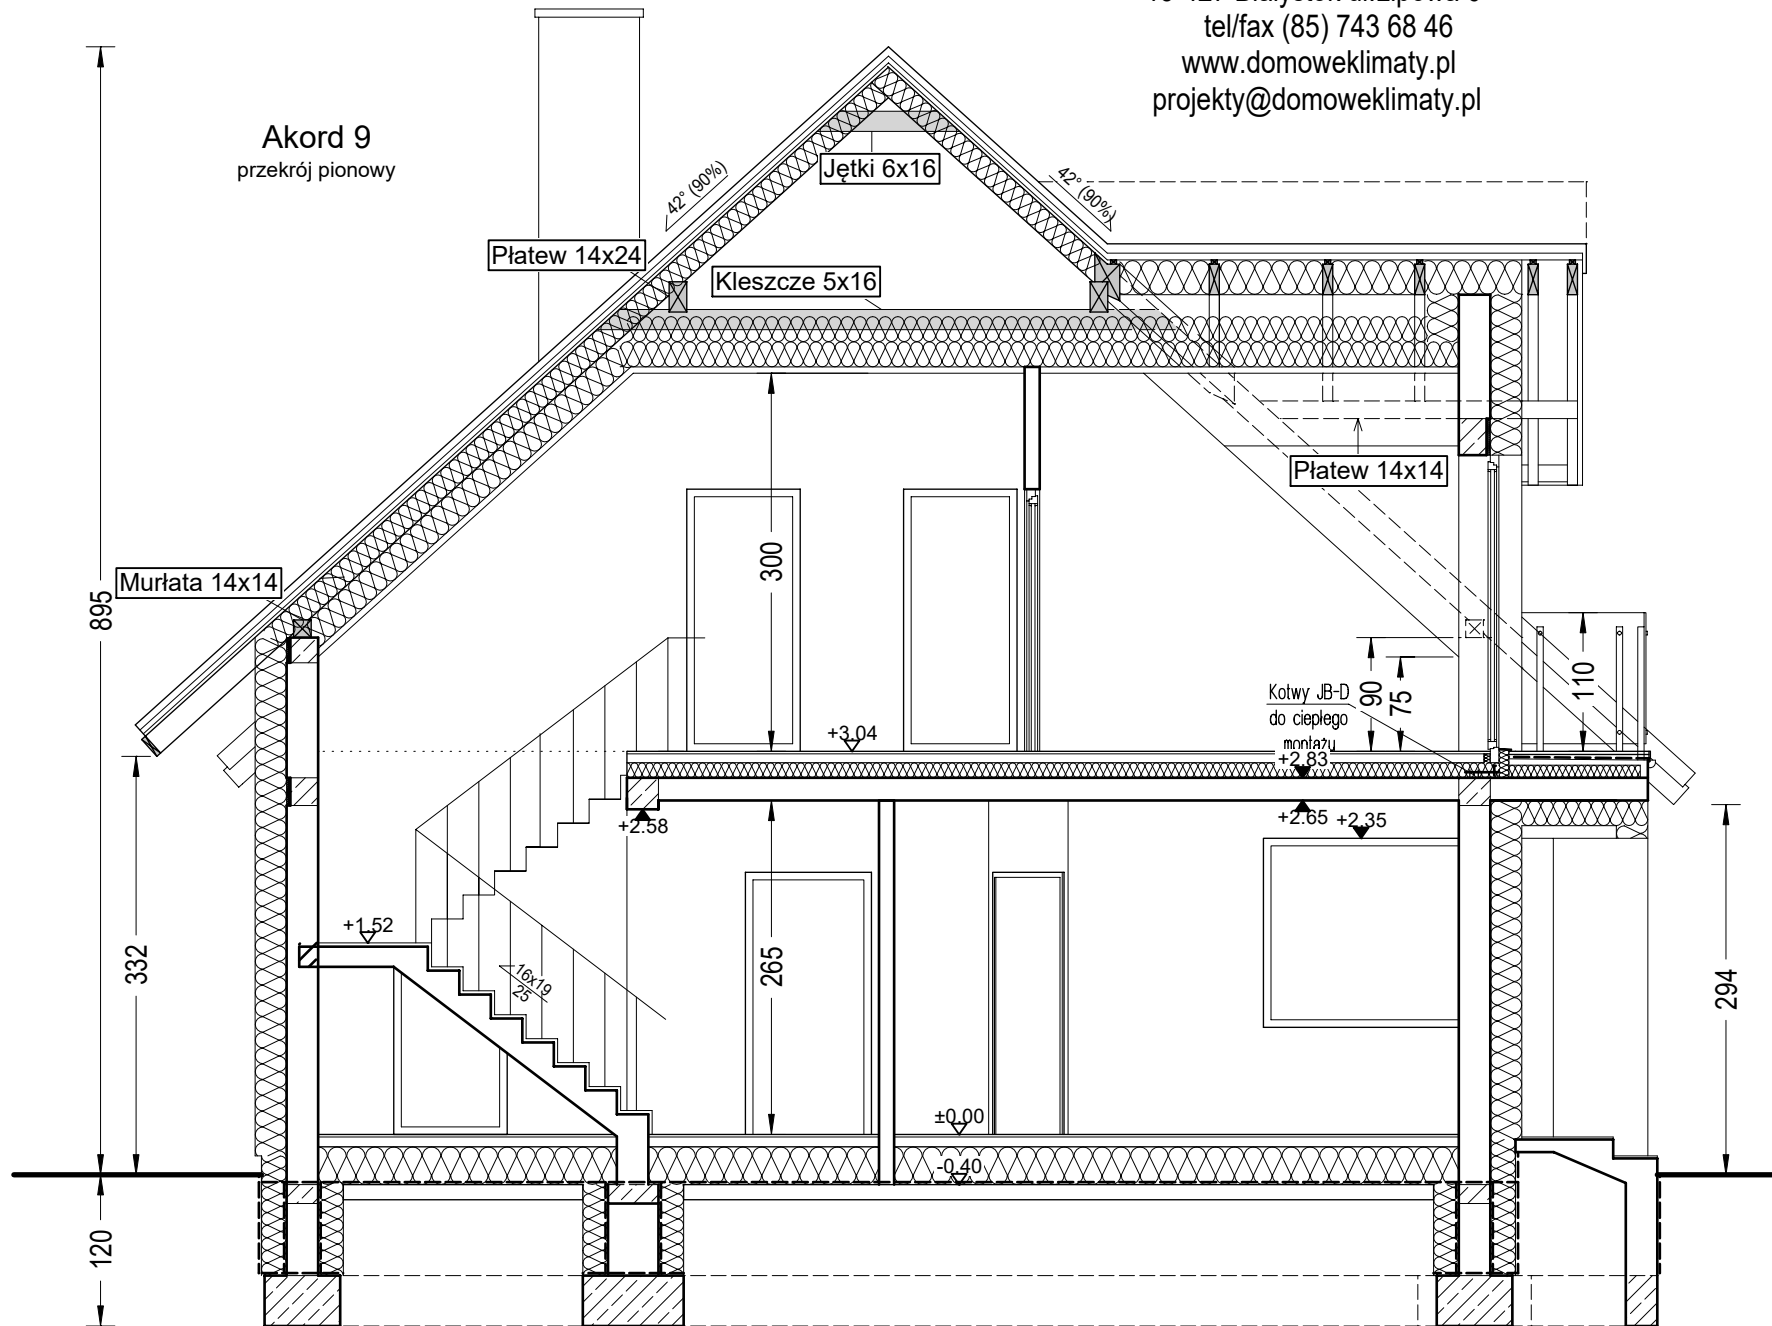 tel/fax (85) 743 68 46
www.domoweklimaty.pl
projekty@domoweklimaty.pl
Akord 9
przekrój pionowy
Jętki 6x16
42° (90%)
42° (90%)
Płatew 14x24
Kleszcze 5x16
Płatew 14x14
Murłata 14x14
895
300
90
75
110
Kotwy JB-D
do ciepłego
montażu
+3.04
+2.83
+2.58
+2.65
+2.35
+1.52
16x19
25
332
265
294
±0.00
-0.40
120